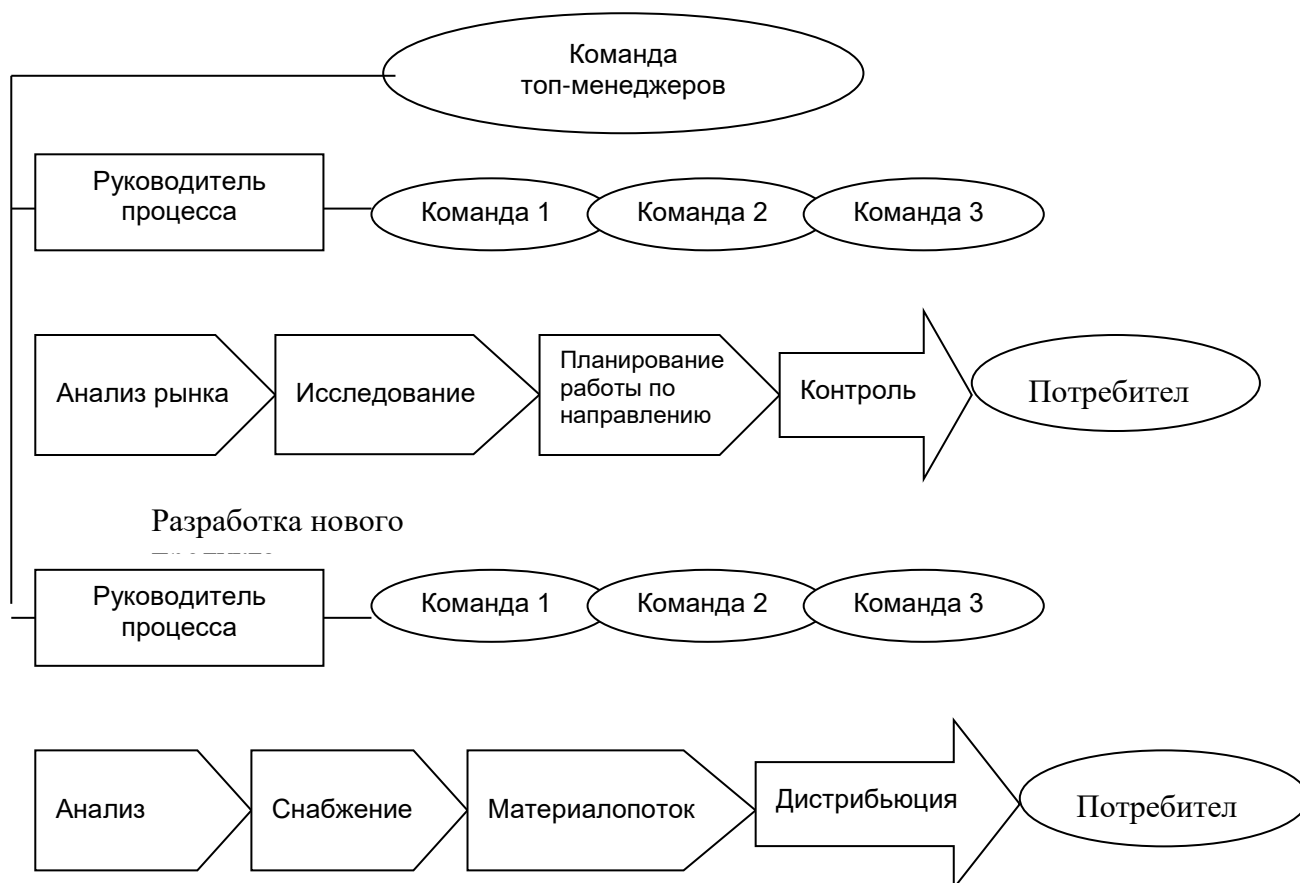 Команда
топ-менеджеров
Руководитель
процесса
Команда 1
Команда 2
Команда 3
Анализ рынка
Исследование
Планирование
работы по
направлению
Контроль
Потребител
Разработка нового
Руководитель
процесса
Команда 1
Команда 2
Команда 3
Анализ
Снабжение
Материалопоток
Дистрибьюция
Потребител